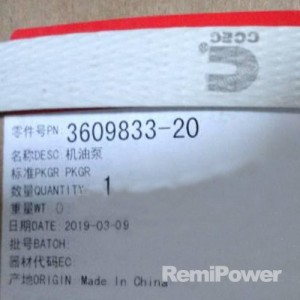 CCEC
零件号PN 3609833-20
名称DESC 机油泵
标准PKGR PKGR
数量QUANTITY: 1
重量WT 0
日期DATE: 2019-03-09
批号BATCH:
器材代码EC:
产地ORIGIN: Made In China
RemiPower